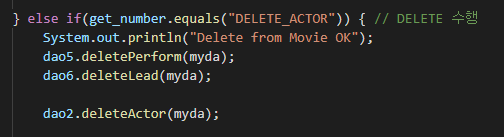 } else if(get_number.equals("DELETE_ACTOR")) { // DELETE 수행
System.out.println("Delete from Movie OK");
dao5.deletePerform(myda);
dao6.deleteLead(myda);
dao2.deleteActor(myda);